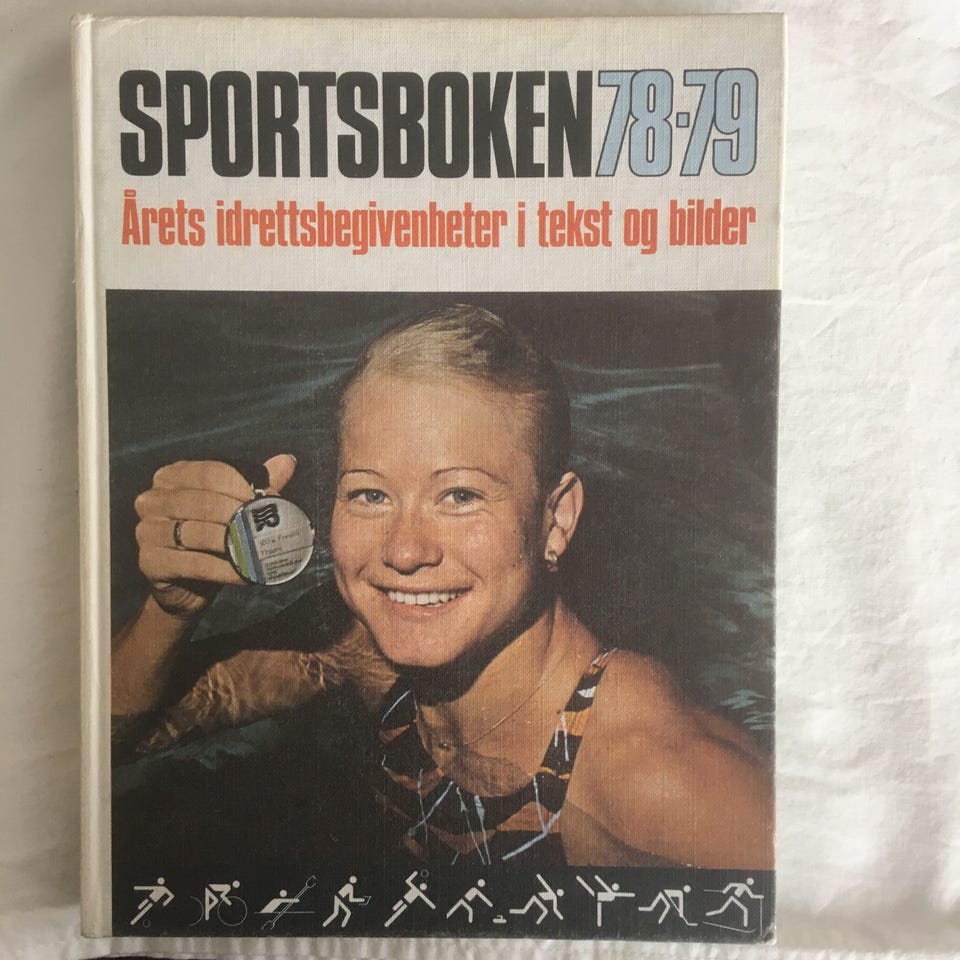 SPORTSBOKEN 78-79
Årets idrettsbegivenheter i tekst og bilder